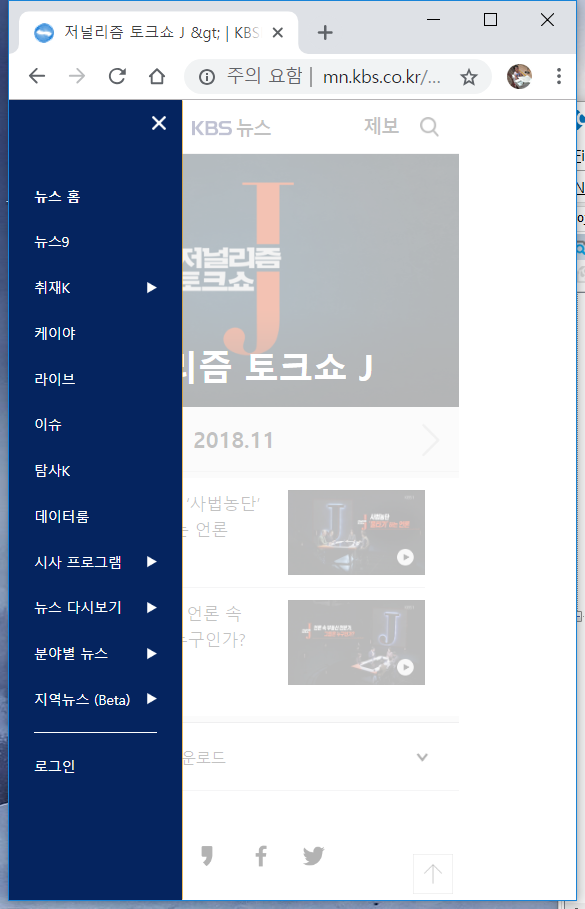 저널리즘 토크쇼 J &gt; | KBS
주의 요함 | mn.kbs.co.kr/...
KBS 뉴스
제보
뉴스 홈
뉴스9
취재K
케이야
라이브
이슈
탐사K
데이터룸
시사 프로그램
뉴스 다시보기
분야별 뉴스
지역뉴스 (Beta)
로그인
저널리즘
토크쇼
J
리즘 토크쇼 J
2018.11
'사법농단'
는 언론
언론 속
누구인가?
운로드